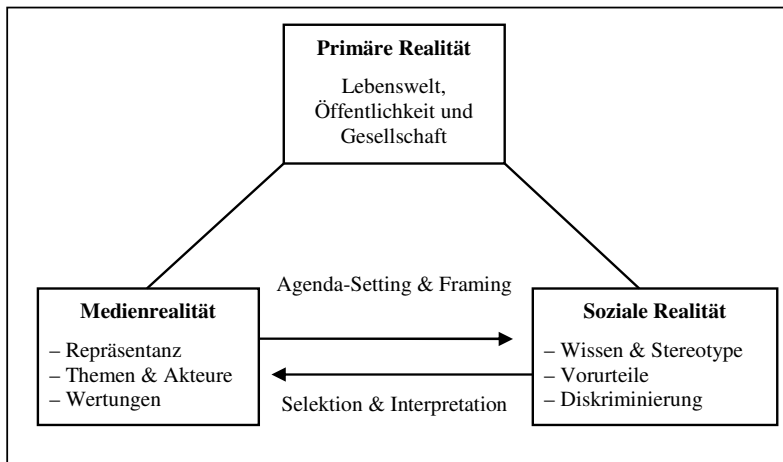 Primäre Realität
Lebenswelt,
Öffentlichkeit und
Gesellschaft
Agenda-Setting & Framing
Medienrealität
– Repräsentanz
– Themen & Akteure
– Wertungen
Soziale Realität
– Wissen & Stereotype
– Vorurteile
– Diskriminierung
Selektion & Interpretation